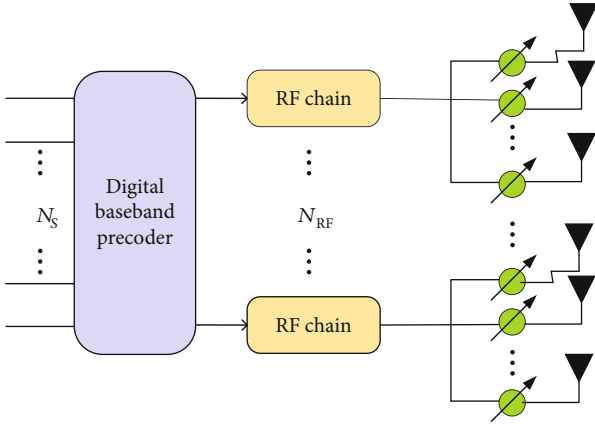 RF chain
Digital
baseband
precoder
N_S
N_RF
RF chain